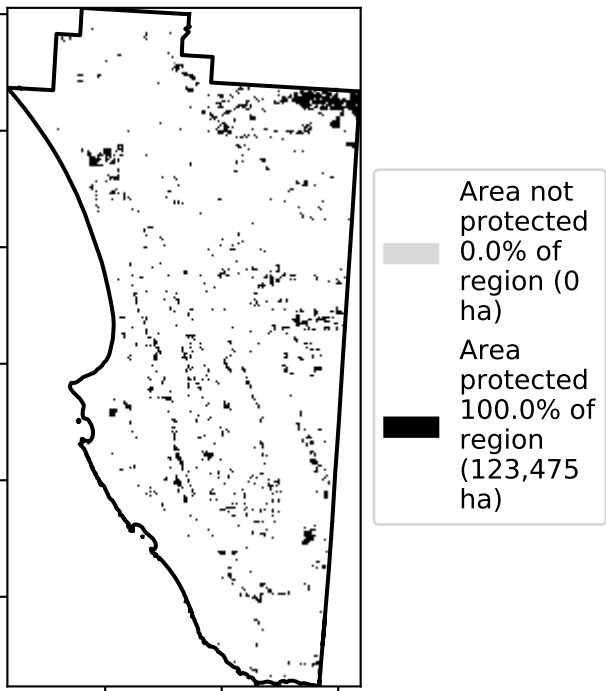 Area not
protected
0.0% of
region (0
ha)
Area
protected
100.0% of
region
(123,475
ha)